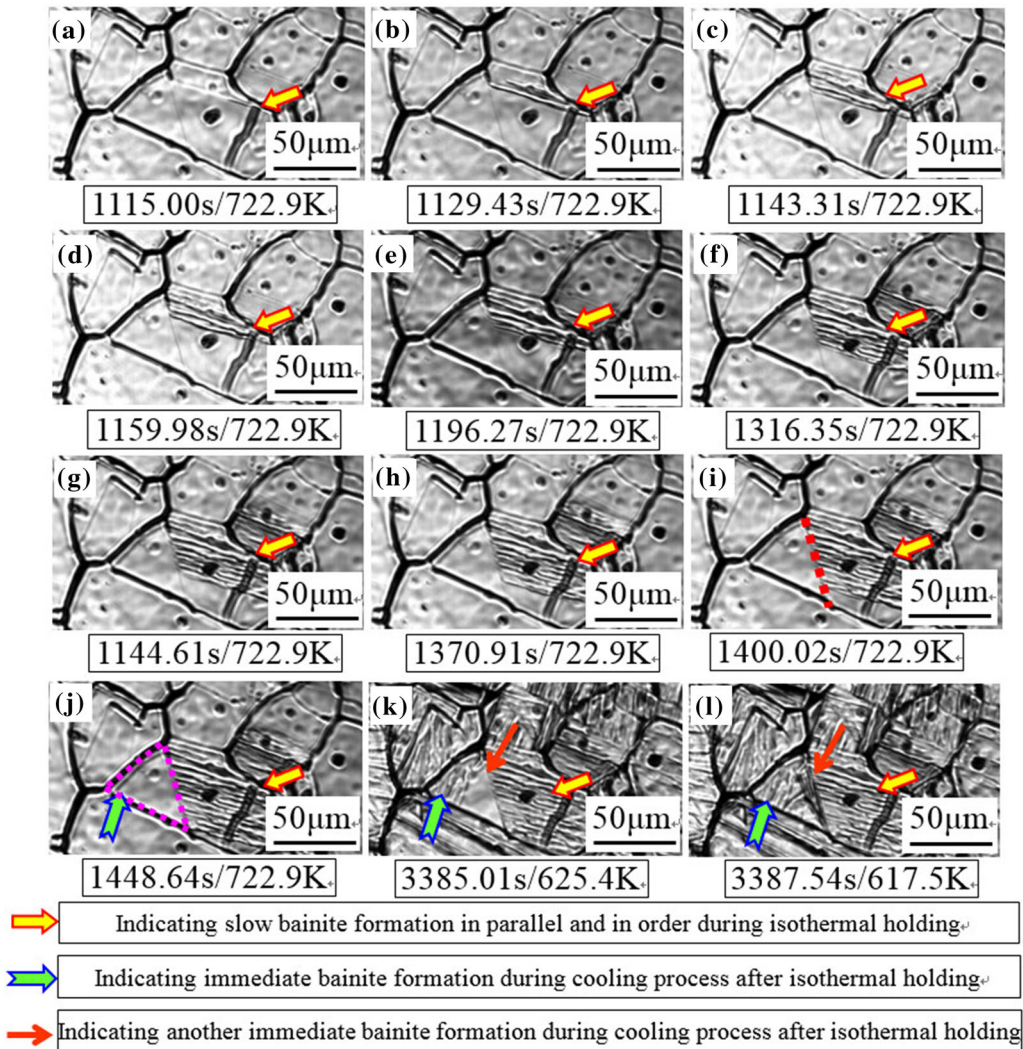 (a) (b) (c)
50μm 50μm 50μm
1115.00s/722.9K 1129.43s/722.9K 1143.31s/722.9K
(d) (e) (f)
50μm 50μm 50μm
1159.98s/722.9K 1196.27s/722.9K 1316.35s/722.9K
(g) (h) (i)
50μm 50μm 50μm
1144.61s/722.9K 1370.91s/722.9K 1400.02s/722.9K
(j) (k) (l)
50μm 50μm 50μm
1448.64s/722.9K 3385.01s/625.4K 3387.54s/617.5K
Indicating slow bainite formation in parallel and in order during isothermal holding
Indicating immediate bainite formation during cooling process after isothermal holding
Indicating another immediate bainite formation during cooling process after isothermal holding